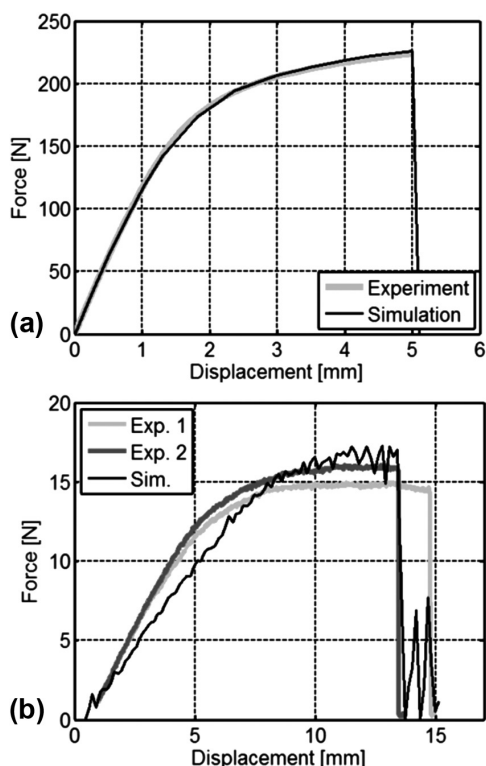 250
200
150
100
50
0
Force [N]
Experiment
Simulation
(a)
0 1 2 3 4 5 6
Displacement [mm]
20
15
10
5
0
Force [N]
Exp. 1
Exp. 2
Sim.
(b)
0 5 10 15
Displacement [mm]